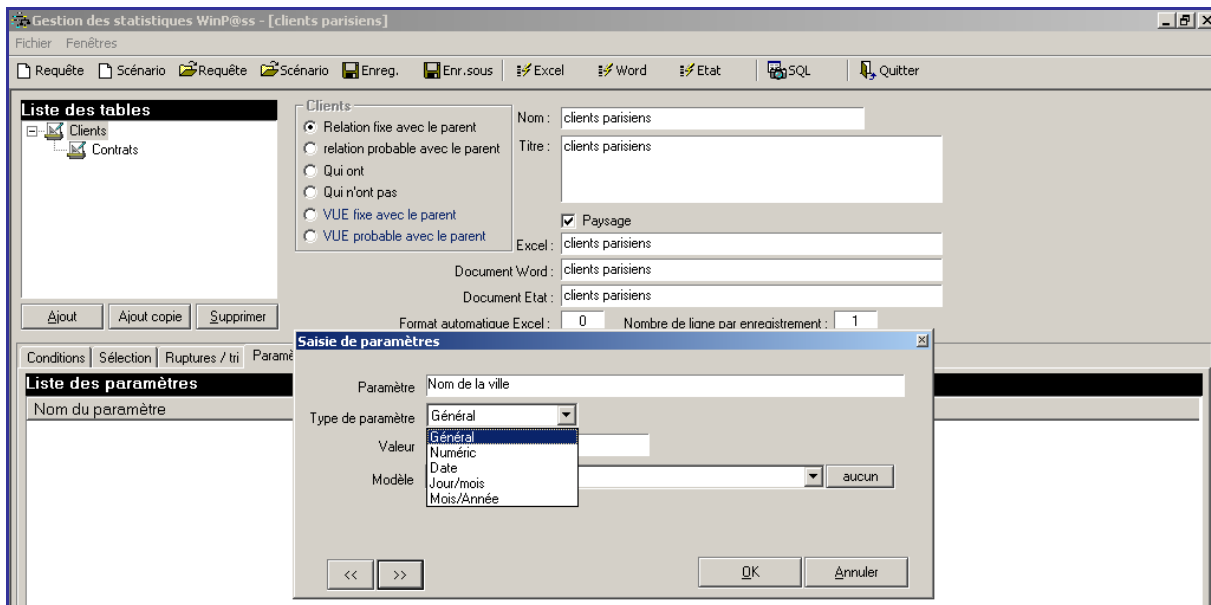 Gestion des statistiques WinP@ss - [clients parisiens]
Fichier Fenêtres
Requête Scénario Requête Scénario Enreg. Enr.sous Excel Word Etat SQL Quitter
Liste des tables
Clients
Contrats
Ajout Ajout copie Supprimer
Clients
Relation fixe avec le parent
relation probable avec le parent
Qui ont
Qui n'ont pas
VUE fixe avec le parent
VUE probable avec le parent
Nom : clients parisiens
Titre : clients parisiens
Paysage
Excel : clients parisiens
Document Word : clients parisiens
Document Etat : clients parisiens
Format automatique Excel : 0 Nombre de ligne par enregistrement : 1
Conditions Sélection Ruptures / tri Paramè
Liste des paramètres
Nom du paramètre
Saisie de paramètres
Paramètre Nom de la ville
Type de paramètre Général
Général
Numéric
Date
Jour/mois
Mois/Année
Valeur
Modèle aucun
<< >> OK Annuler